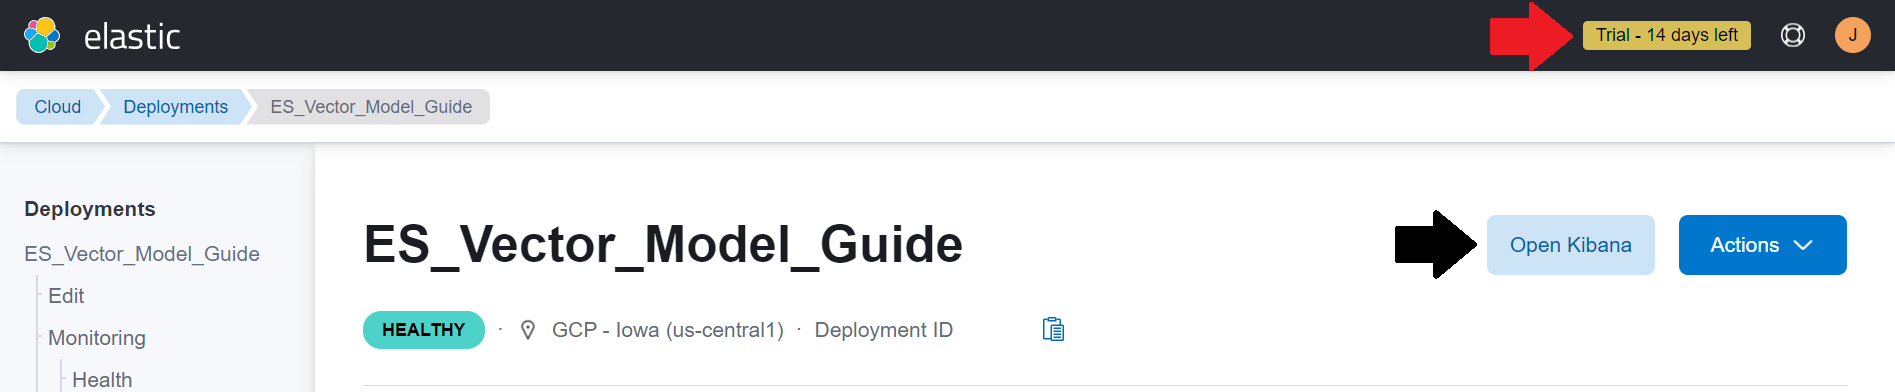 elastic
Trial - 14 days left
J
Cloud
Deployments
ES_Vector_Model_Guide
Deployments
ES_Vector_Model_Guide
Edit
Monitoring
Health
ES_Vector_Model_Guide
Open Kibana
Actions
HEALTHY · GCP - Iowa (us-central1) · Deployment ID